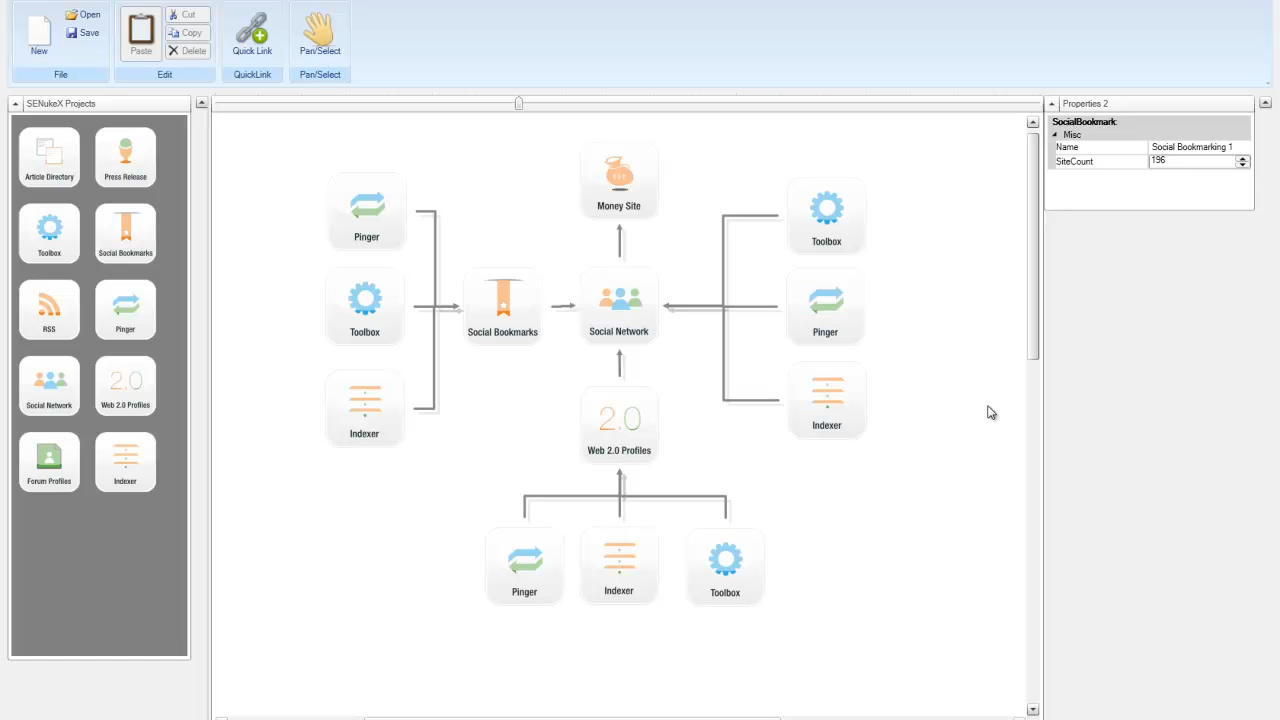 New
Open
Save
File
Paste
Cut
Copy
Delete
Edit
Quick Link
QuickLink
Pan/Select
Pan/Select
SENukeX Projects
Article Directory
Press Release
Toolbox
Social Bookmarks
RSS
Pinger
Social Network
2.0
Web 2.0 Profiles
Forum Profiles
Indexer
Money Site
Pinger
Toolbox
Toolbox
Social Bookmarks
Social Network
Pinger
Indexer
2.0
Web 2.0 Profiles
Indexer
Pinger
Indexer
Toolbox
Properties 2
SocialBookmark:
Misc
Name Social Bookmarking 1
SiteCount 196